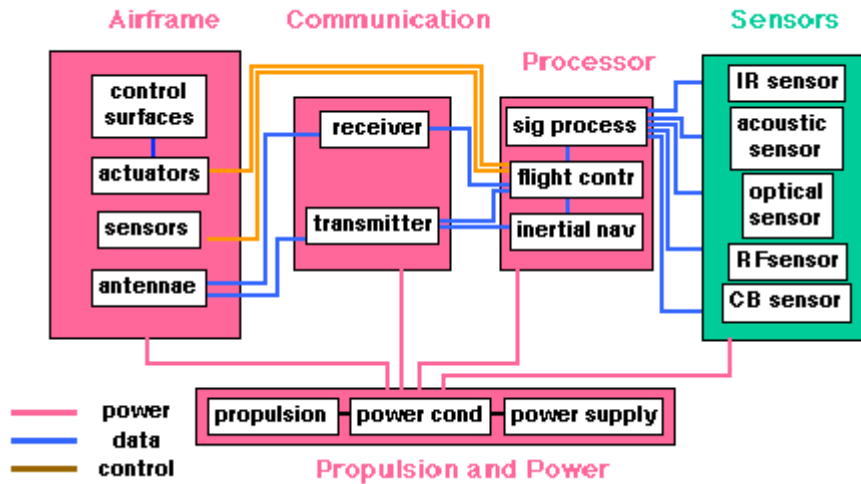 Airframe
Communication
Sensors
Processor
control
surfaces
actuators
sensors
antennae
receiver
transmitter
sig process
flight contr
inertial nav
IR sensor
acoustic
sensor
optical
sensor
RFsensor
CB sensor
propulsion
power cond
power supply
Propulsion and Power
power
data
control